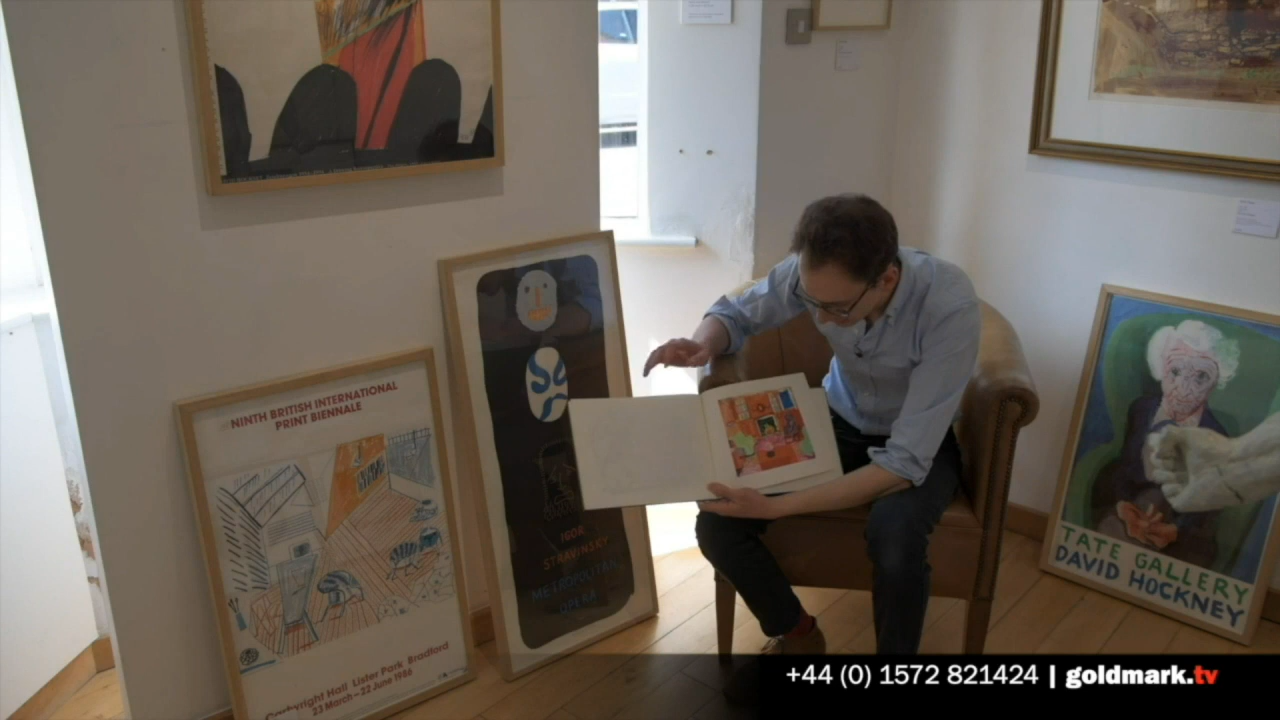 NINTH BRITISH INTERNATIONAL
PRINT BIENNALE
Cartwright Hall Lister Park Bradford
23 March – 22 June 1986
IGOR
STRAVINSKY
METROPOLITAN
OPERA
TATE GALLERY
DAVID HOCKNEY
+44 (0) 1572 821424 | goldmark.tv